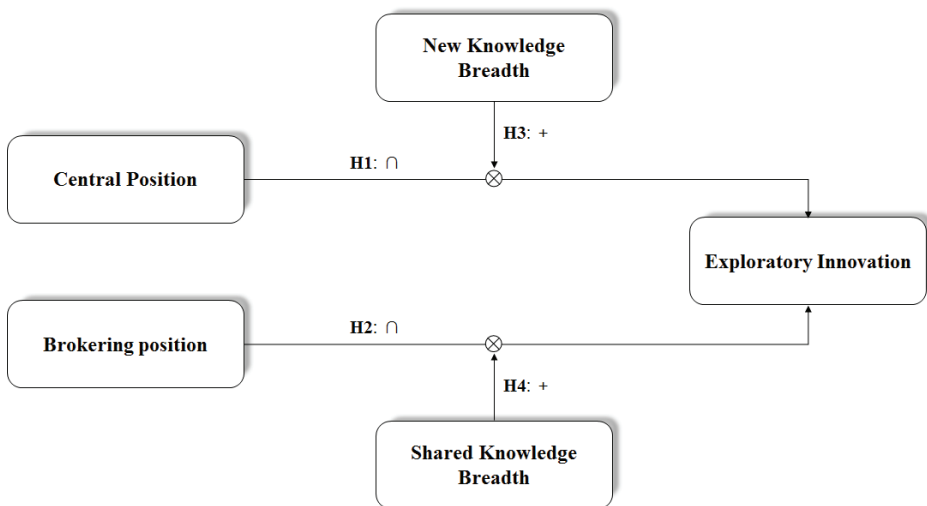 New Knowledge
Breadth
H3: +
H1: ∩
Central Position
Exploratory Innovation
H2: ∩
Brokering position
H4: +
Shared Knowledge
Breadth